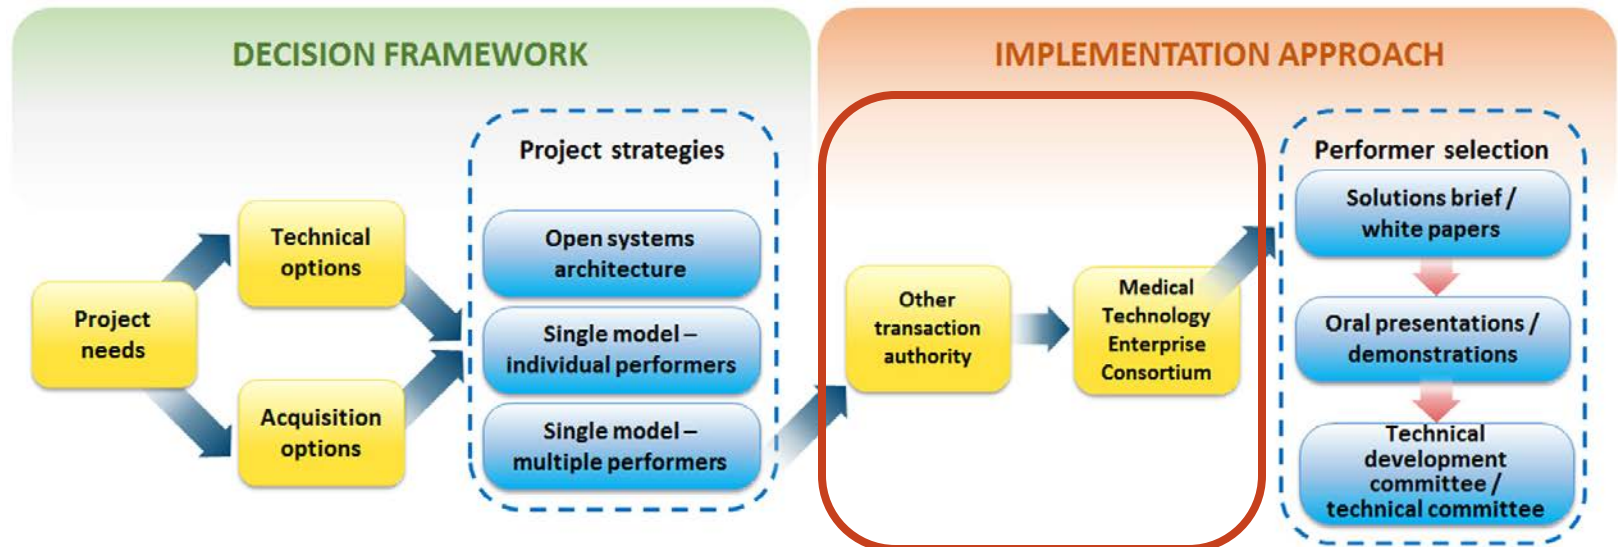 DECISION FRAMEWORK
IMPLEMENTATION APPROACH
Project
needs
Technical
options
Acquisition
options
Project strategies
Open systems
architecture
Single model –
individual performers
Single model –
multiple performers
Other
transaction
authority
Medical
Technology
Enterprise
Consortium
Performer selection
Solutions brief /
white papers
Oral presentations /
demonstrations
Technical
development
committee /
technical committee